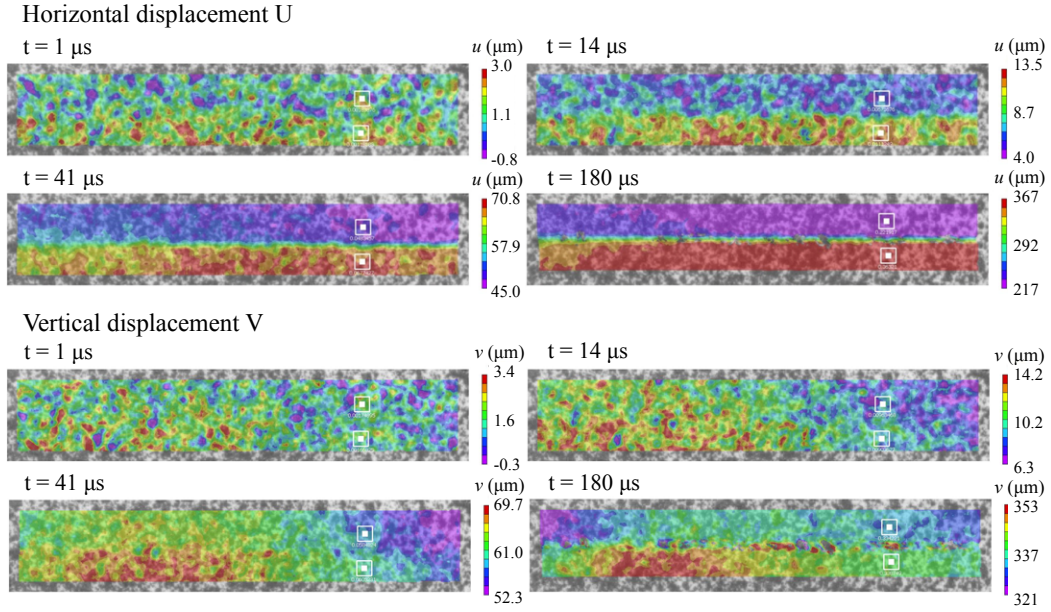 Horizontal displacement U
t = 1 μs
u (μm)
3.0
1.1
-0.8
t = 14 μs
u (μm)
13.5
8.7
4.0
t = 41 μs
u (μm)
70.8
57.9
45.0
t = 180 μs
u (μm)
367
292
217
Vertical displacement V
t = 1 μs
v (μm)
3.4
1.6
-0.3
t = 14 μs
v (μm)
14.2
10.2
6.3
t = 41 μs
v (μm)
69.7
61.0
52.3
t = 180 μs
v (μm)
353
337
321